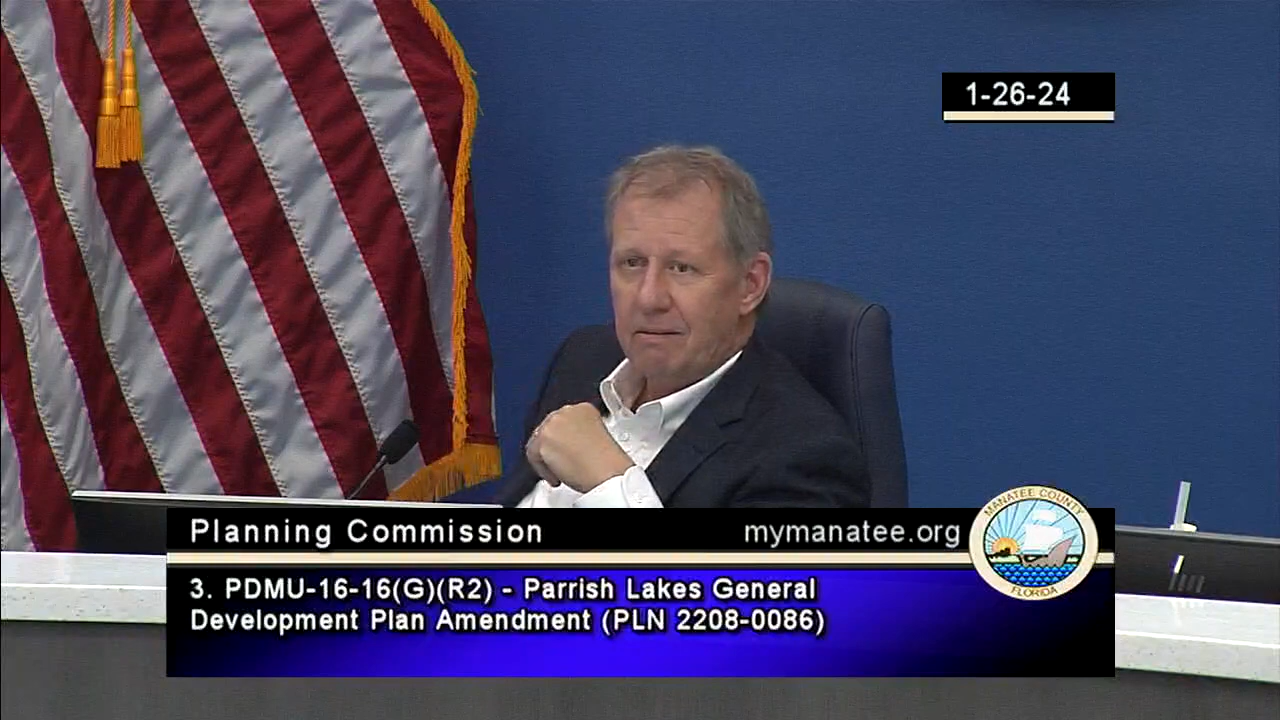 1-26-24
Planning Commission
mymanatee.org
MANATEE COUNTY
FLORIDA
3. PDMU-16-16(G)(R2) - Parrish Lakes General
Development Plan Amendment (PLN 2208-0086)